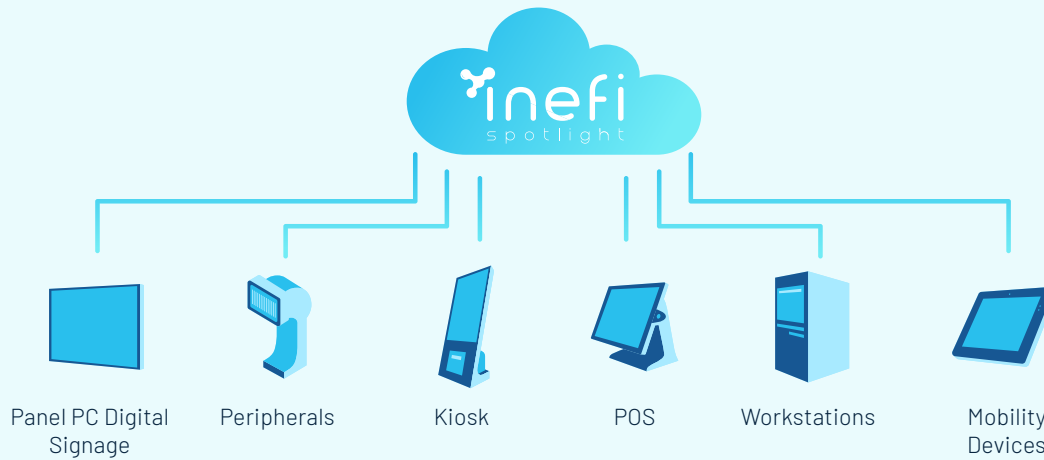 inefi
spotlight
Panel PC Digital
Signage
Peripherals
Kiosk
POS
Workstations
Mobility
Devices